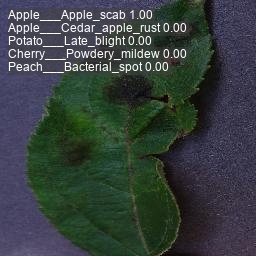 Apple___Apple_scab 1.00
Apple___Cedar_apple_rust 0.00
Potato___Late_blight 0.00
Cherry___Powdery_mildew 0.00
Peach___Bacterial_spot 0.00